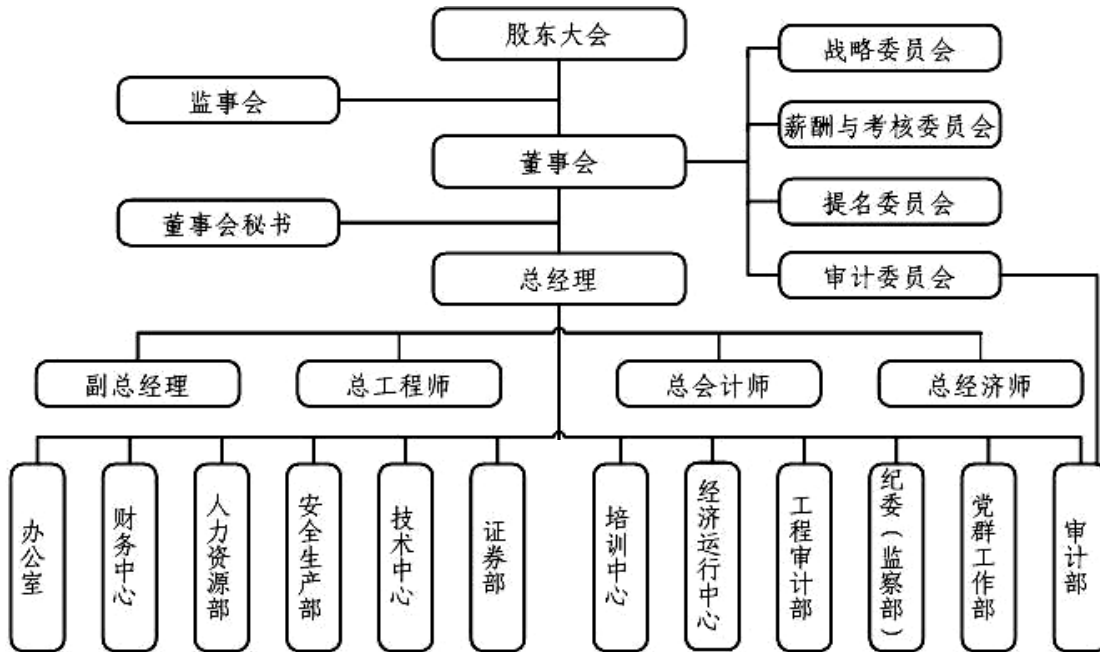 股东大会
战略委员会
监事会
薪酬与考核委员会
董事会
提名委员会
董事会秘书
总经理
审计委员会
副总经理
总工程师
总会计师
总经济师
办公室
财务中心
人力资源部
安全生产部
技术中心
证券部
培训中心
经济运行中心
工程审计部
纪委（监察部）
党群工作部
审计部